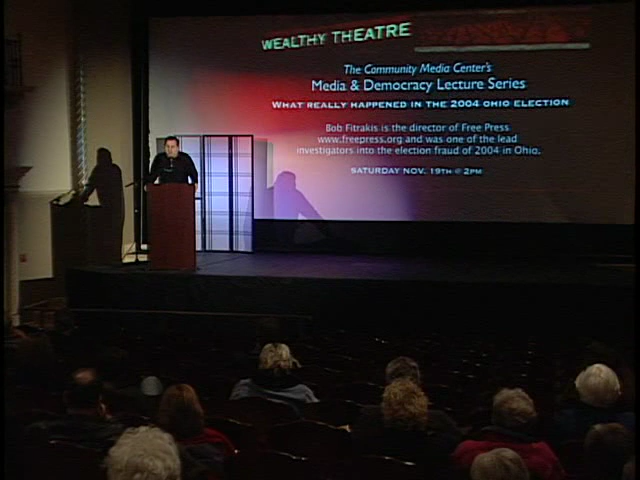 WEALTHY THEATRE
The Community Media Center's
Media & Democracy Lecture Series
WHAT REALLY HAPPENED IN THE 2004 OHIO ELECTION
Bob Fitrakis is the director of Free Press
www.freepress.org and was one of the lead
investigators into the election fraud of 2004 in Ohio.
SATURDAY NOV. 19TH @ 2PM